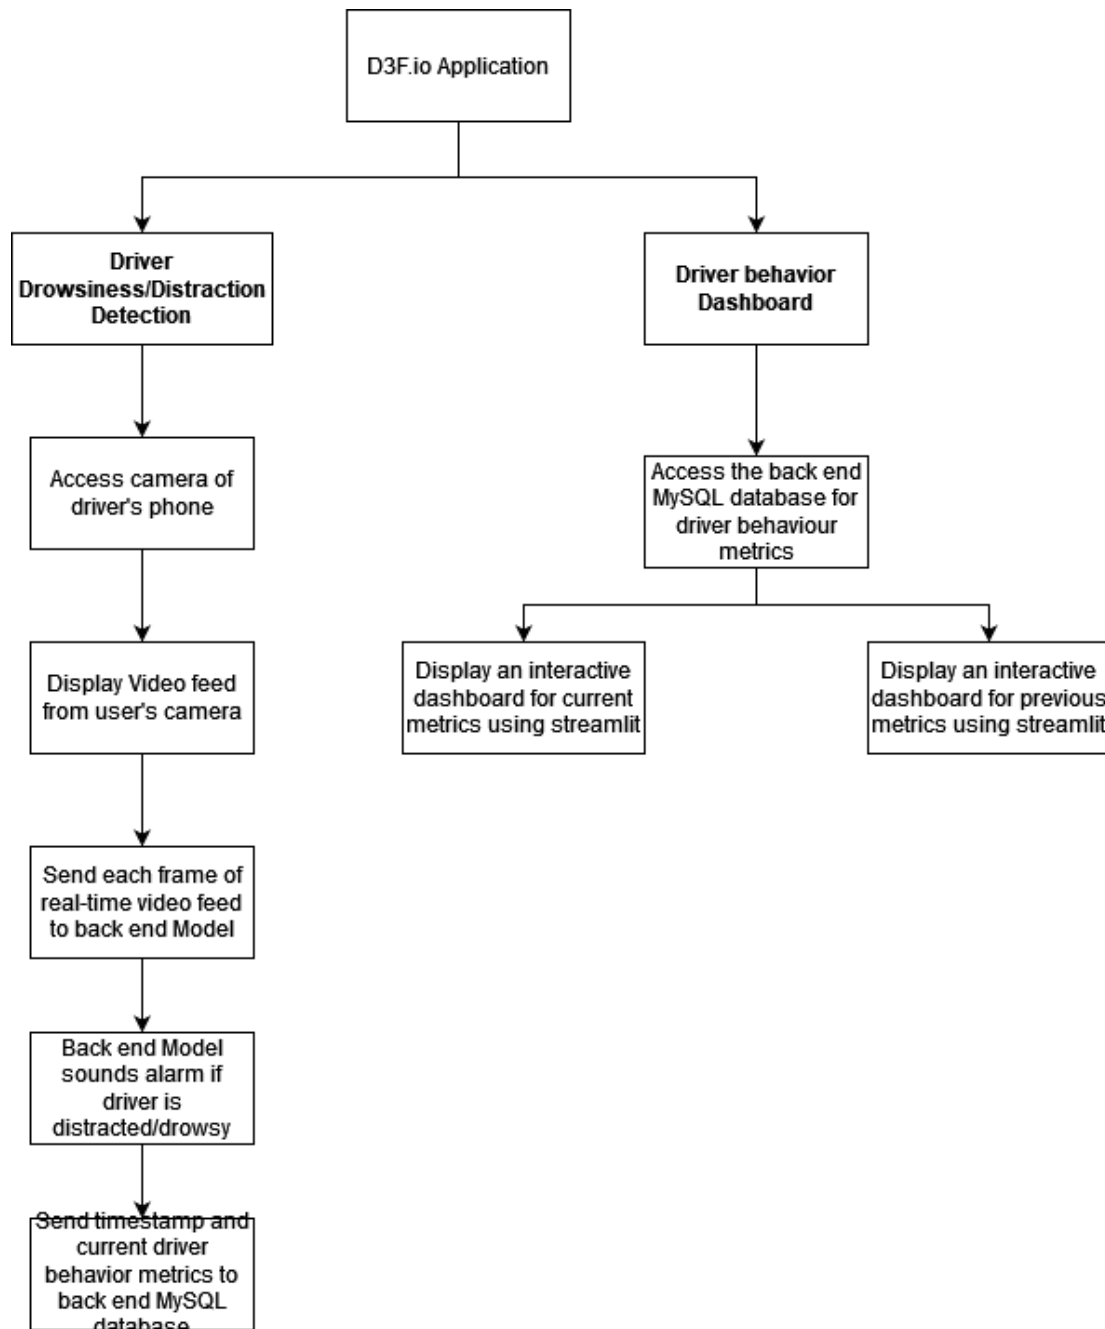 D3F.io Application
Driver
Drowsiness/Distraction
Detection
Driver behavior
Dashboard
Access camera of
driver's phone
Access the back end
MySQL database for
driver behaviour
metrics
Display Video feed
from user's camera
Display an interactive
dashboard for current
metrics using streamlit
Display an interactive
dashboard for previous
metrics using streamlit
Send each frame of
real-time video feed
to back end Model
Back end Model
sounds alarm if
driver is
distracted/drowsy
Send timestamp and
current driver
behavior metrics to
back end MySQL
database